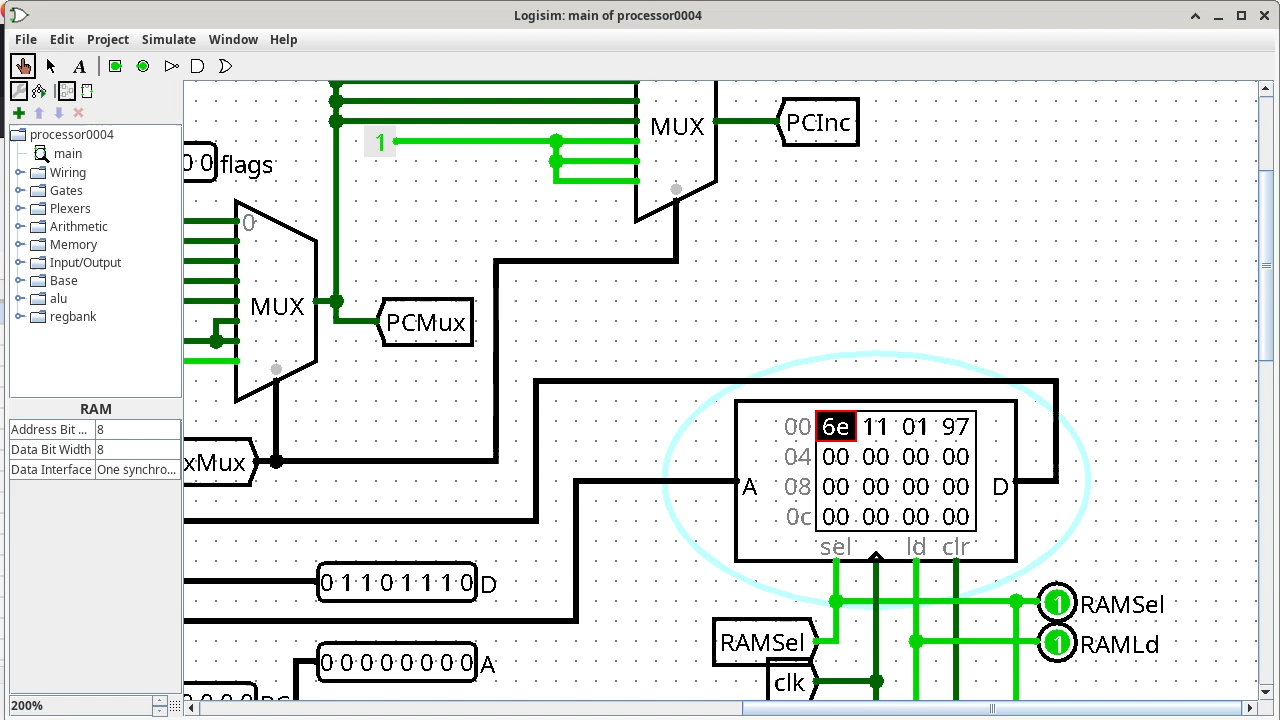 Logisim: main of processor0004
File Edit Project Simulate Window Help
processor0004
main
Wiring
Gates
Plexers
Arithmetic
Memory
Input/Output
Base
alu
regbank
RAM
Address Bit ... 8
Data Bit Width 8
Data Interface One synchro...
200%
MUX
PCInc
1
0 0 flags
0
MUX
PCMux
xMux
00 6e 11 01 97
04 00 00 00 00
A 08 00 00 00 00 D
0c 00 00 00 00
sel ld clr
0 1 1 0 1 1 1 0 D
1 RAMSel
RAMSel
1 RAMLd
0 0 0 0 0 0 0 0 A
clk